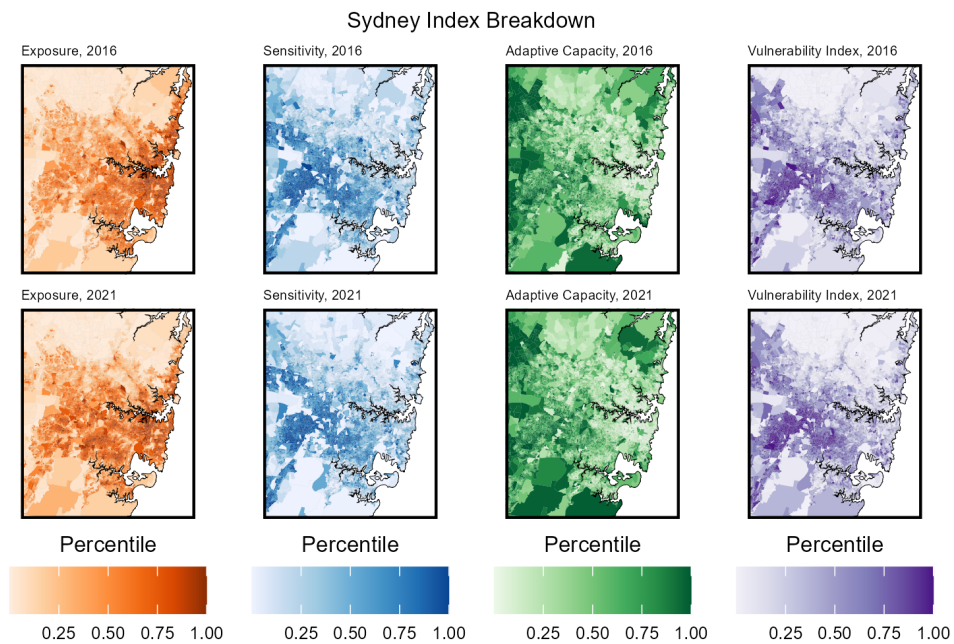 Sydney Index Breakdown
Exposure, 2016
Sensitivity, 2016
Adaptive Capacity, 2016
Vulnerability Index, 2016
Exposure, 2021
Sensitivity, 2021
Adaptive Capacity, 2021
Vulnerability Index, 2021
Percentile
Percentile
Percentile
Percentile
0.25 0.50 0.75 1.00
0.25 0.50 0.75 1.00
0.25 0.50 0.75 1.00
0.25 0.50 0.75 1.00